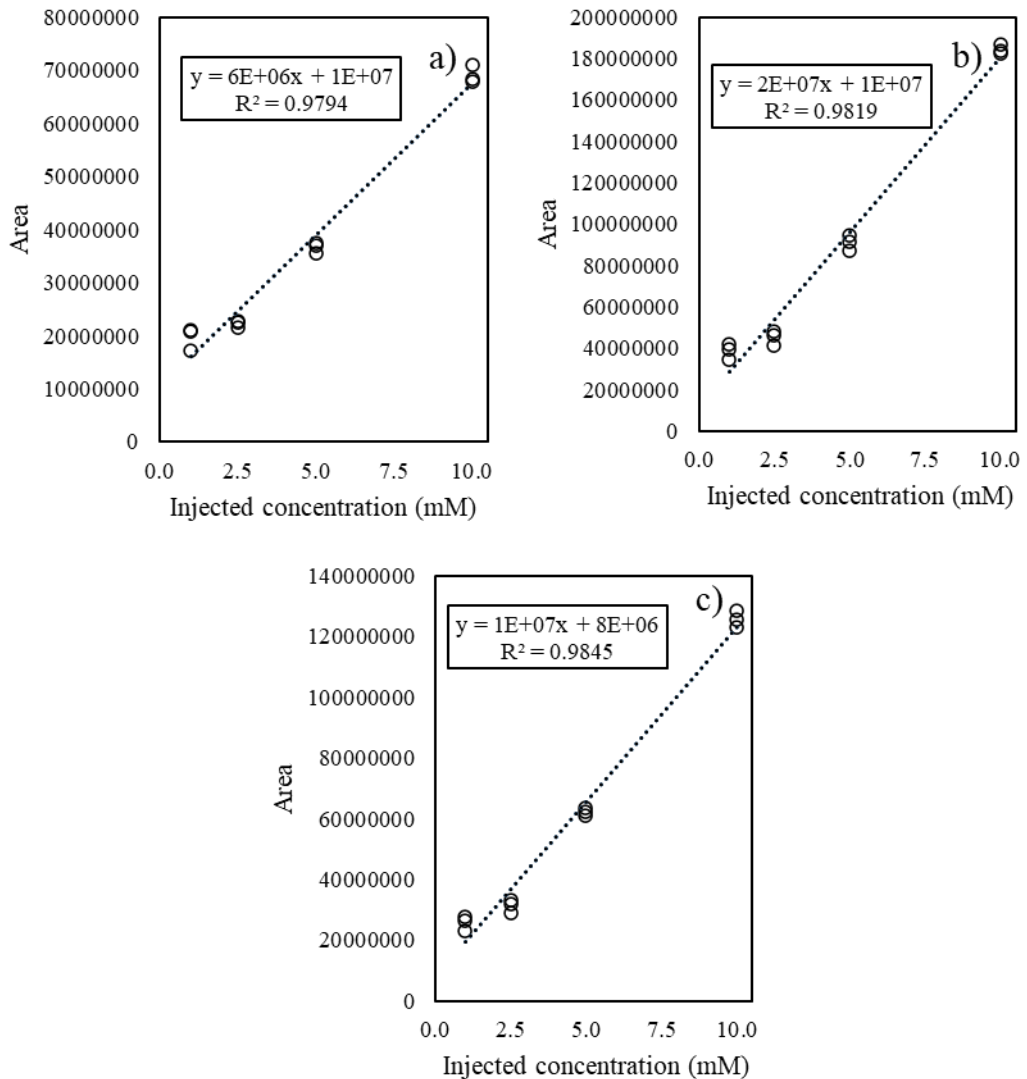 80000000
70000000
60000000
50000000
40000000
30000000
20000000
10000000
0
Area
a)
y = 6E+06x + 1E+07
R² = 0.9794
0.0 2.5 5.0 7.5 10.0
Injected concentration (mM)
200000000
180000000
160000000
140000000
120000000
100000000
80000000
60000000
40000000
20000000
0
Area
b)
y = 2E+07x + 1E+07
R² = 0.9819
0.0 2.5 5.0 7.5 10.0
Injected concentration (mM)
140000000
120000000
100000000
80000000
60000000
40000000
20000000
0
Area
c)
y = 1E+07x + 8E+06
R² = 0.9845
0.0 2.5 5.0 7.5 10.0
Injected concentration (mM)